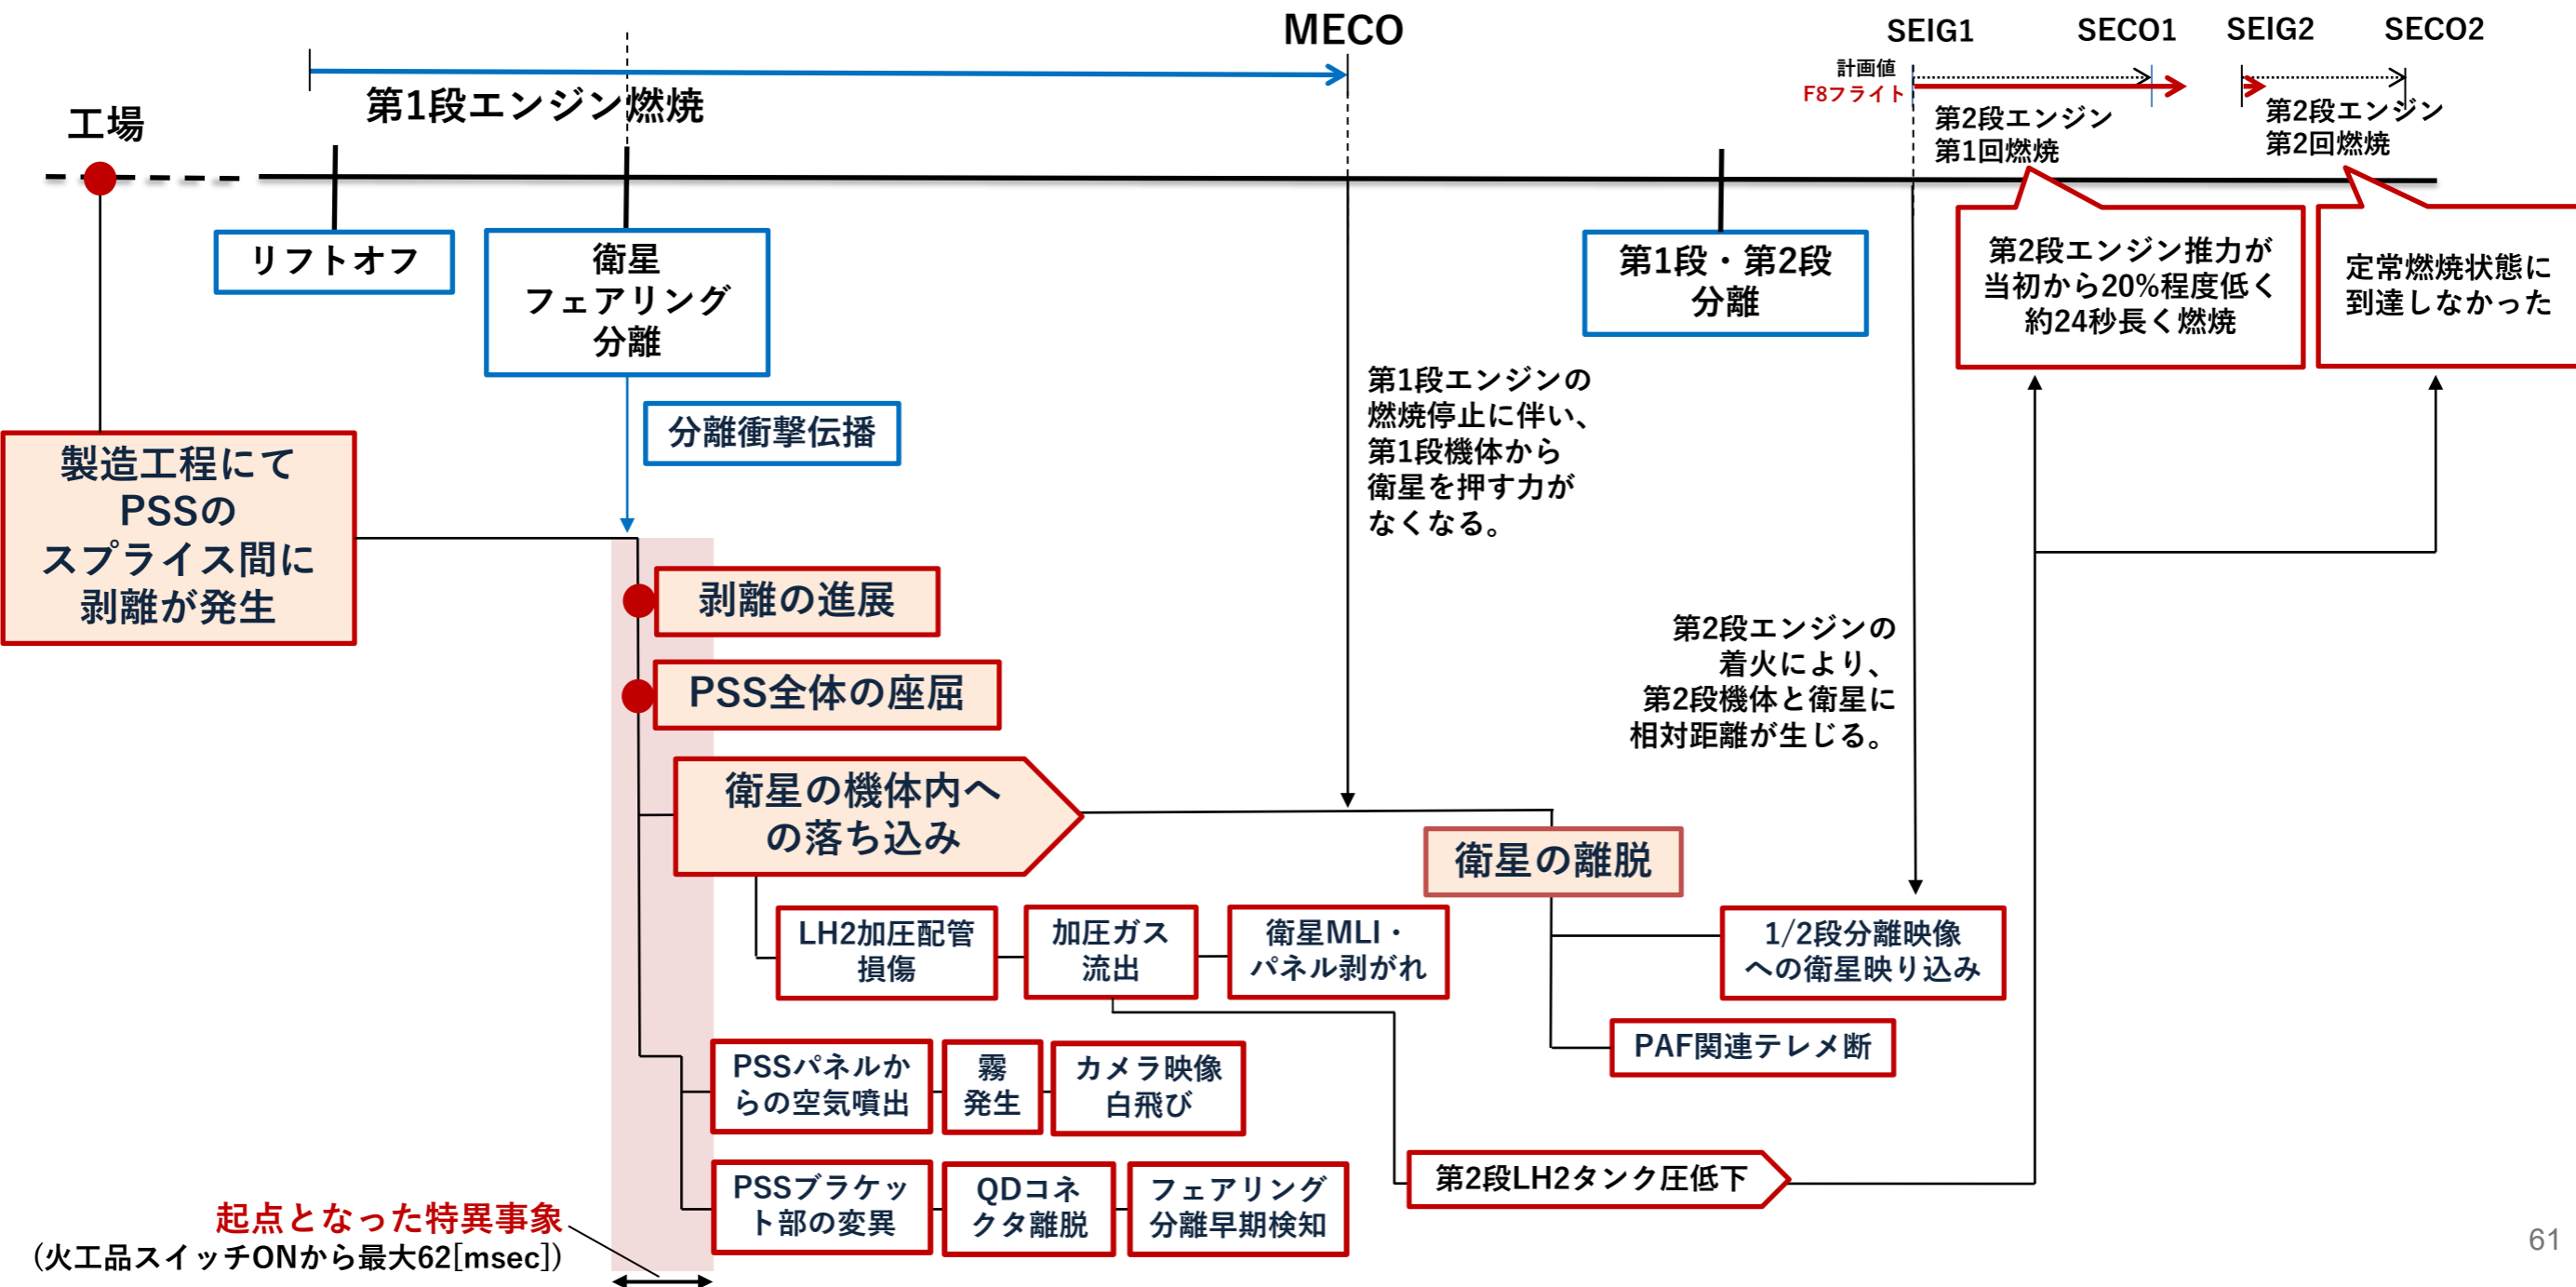 MECO
SEIG1
SECO1
SEIG2
SECO2
計画値
F8フライト
第1段エンジン燃焼
工場
第2段エンジン
第1回燃焼
第2段エンジン
第2回燃焼
リフトオフ
衛星
フェアリング
分離
第1段・第2段
分離
第2段エンジン推力が
当初から20%程度低く
約24秒長く燃焼
定常燃焼状態に
到達しなかった
分離衝撃伝播
第1段エンジンの
燃焼停止に伴い、
第1段機体から
衛星を押す力が
なくなる。
製造工程にて
PSSの
スプライス間に
剥離が発生
剥離の進展
PSS全体の座屈
第2段エンジンの
着火により、
第2段機体と衛星に
相対距離が生じる。
衛星の機体内へ
の落ち込み
衛星の離脱
LH2加圧配管
損傷
加圧ガス
流出
衛星MLI・
パネル剥がれ
1/2段分離映像
への衛星映り込み
PAF関連テレメ断
PSSパネルか
らの空気噴出
霧
発生
カメラ映像
白飛び
PSSブラケッ
ト部の変異
QDコネ
クタ離脱
フェアリング
分離早期検知
第2段LH2タンク圧低下
起点となった特異事象
(火工品スイッチONから最大62[msec])
61